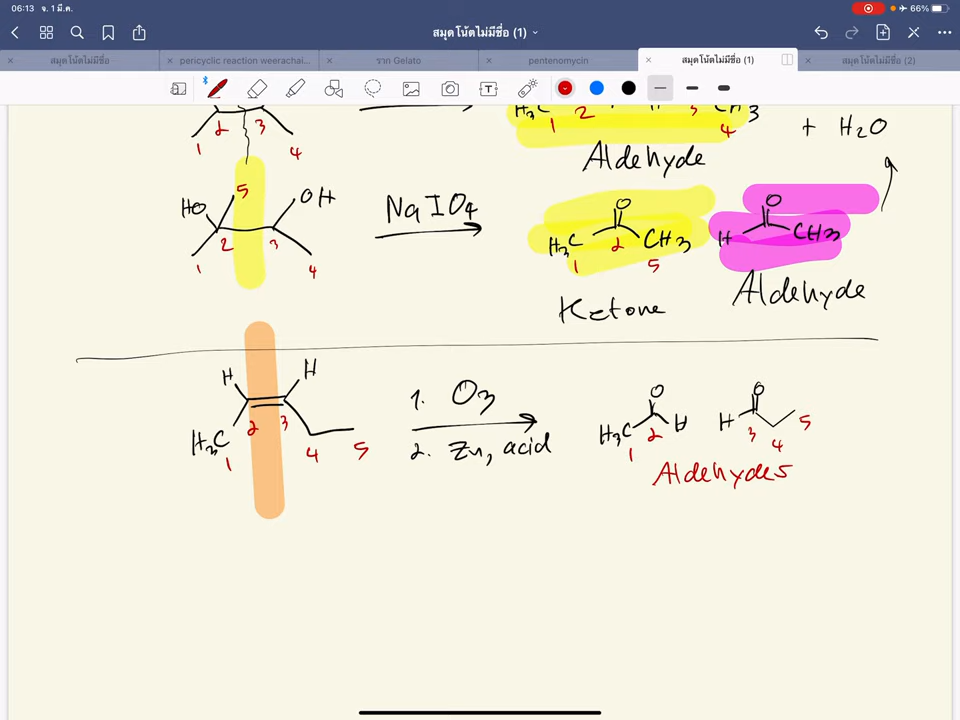 06:13 จ. 1 มี.ค.
66%
สมุดโน้ตไม่มีชื่อ (1)
สมุดโน้ตไม่มีชื่อ
pericyclic reaction weerachai...
ราก Gelato
pentenomycin
สมุดโน้ตไม่มีชื่อ (1)
สมุดโน้ตไม่มีชื่อ (2)
H3C CH3
1 2 3 4
1 2 3 4
Aldehyde
+ H2O
HO 5 OH
1 2 3 4
NaIO4
O
H3C CH3
1 2 5
O
H CH3
Ketone
Aldehyde
H H
H3C
1 2 3 4 5
1. O3
2. Zn, acid
O
H3C H
1 2
O
H
3 4 5
Aldehydes